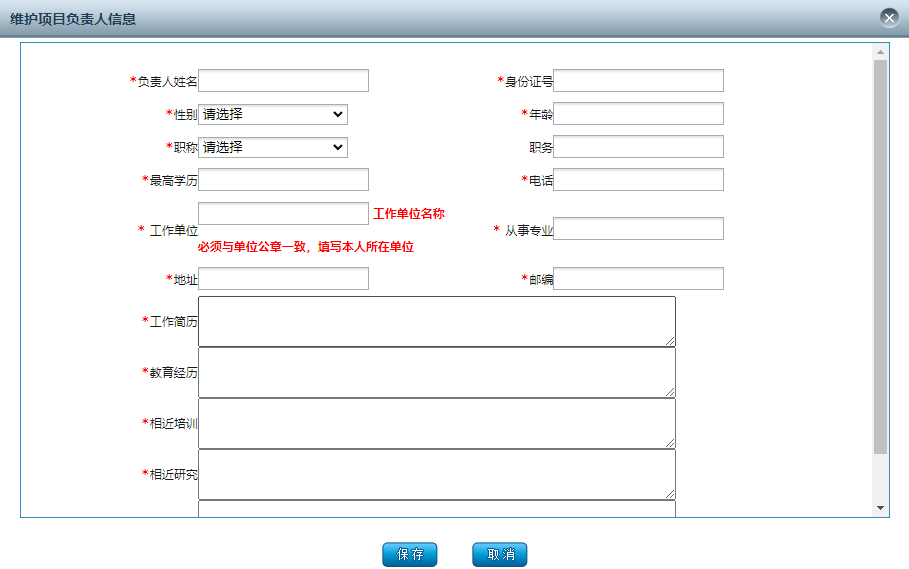 维护项目负责人信息
*负责人姓名 *身份证号
*性别 请选择 *年龄
*职称 请选择 职务
*最高学历 *电话
工作单位名称
* 工作单位 * 从事专业
必须与单位公章一致，填写本人所在单位
*地址 *邮编
*工作简历
*教育经历
*相近培训
*相近研究
保存 取消